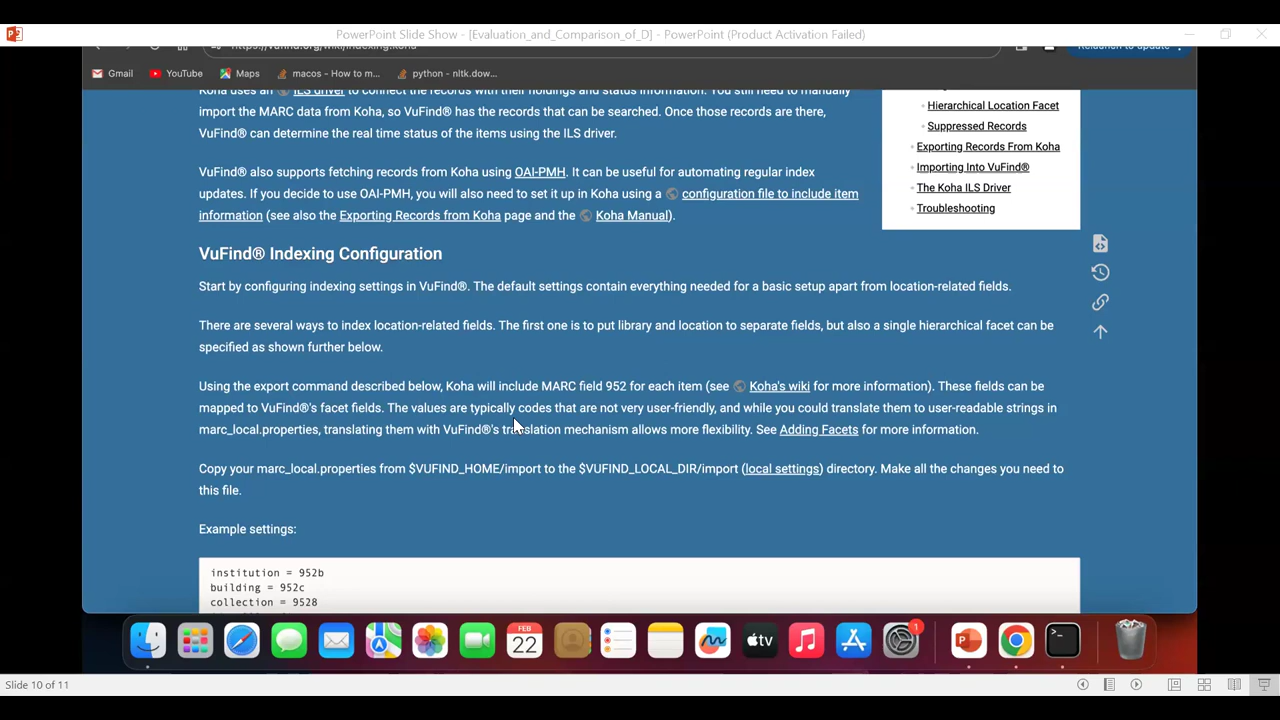 PowerPoint Slide Show - [Evaluation_and_Comparison_of_D] - PowerPoint (Product Activation Failed)
https://vufind.org/wiki/indexing:koha
Relaunch to update
Gmail YouTube Maps macos - How to m... python - nltk.dow...
Koha uses an ILS driver to connect the records with their holdings and status information. You still need to manually
import the MARC data from Koha, so VuFind® has the records that can be searched. Once those records are there,
VuFind® can determine the real time status of the items using the ILS driver.
VuFind® also supports fetching records from Koha using OAI-PMH. It can be useful for automating regular index
updates. If you decide to use OAI-PMH, you will also need to set it up in Koha using a configuration file to include item
information (see also the Exporting Records from Koha page and the Koha Manual).
Hierarchical Location Facet
Suppressed Records
Exporting Records From Koha
Importing Into VuFind®
The Koha ILS Driver
Troubleshooting
VuFind® Indexing Configuration
Start by configuring indexing settings in VuFind®. The default settings contain everything needed for a basic setup apart from location-related fields.
There are several ways to index location-related fields. The first one is to put library and location to separate fields, but also a single hierarchical facet can be
specified as shown further below.
Using the export command described below, Koha will include MARC field 952 for each item (see Koha's wiki for more information). These fields can be
mapped to VuFind®'s facet fields. The values are typically codes that are not very user-friendly, and while you could translate them to user-readable strings in
marc_local.properties, translating them with VuFind®'s translation mechanism allows more flexibility. See Adding Facets for more information.
Copy your marc_local.properties from $VUFIND_HOME/import to the $VUFIND_LOCAL_DIR/import (local settings) directory. Make all the changes you need to
this file.
Example settings:
institution = 952b
building = 952c
collection = 9528
FEB
22
tv
1
Slide 10 of 11